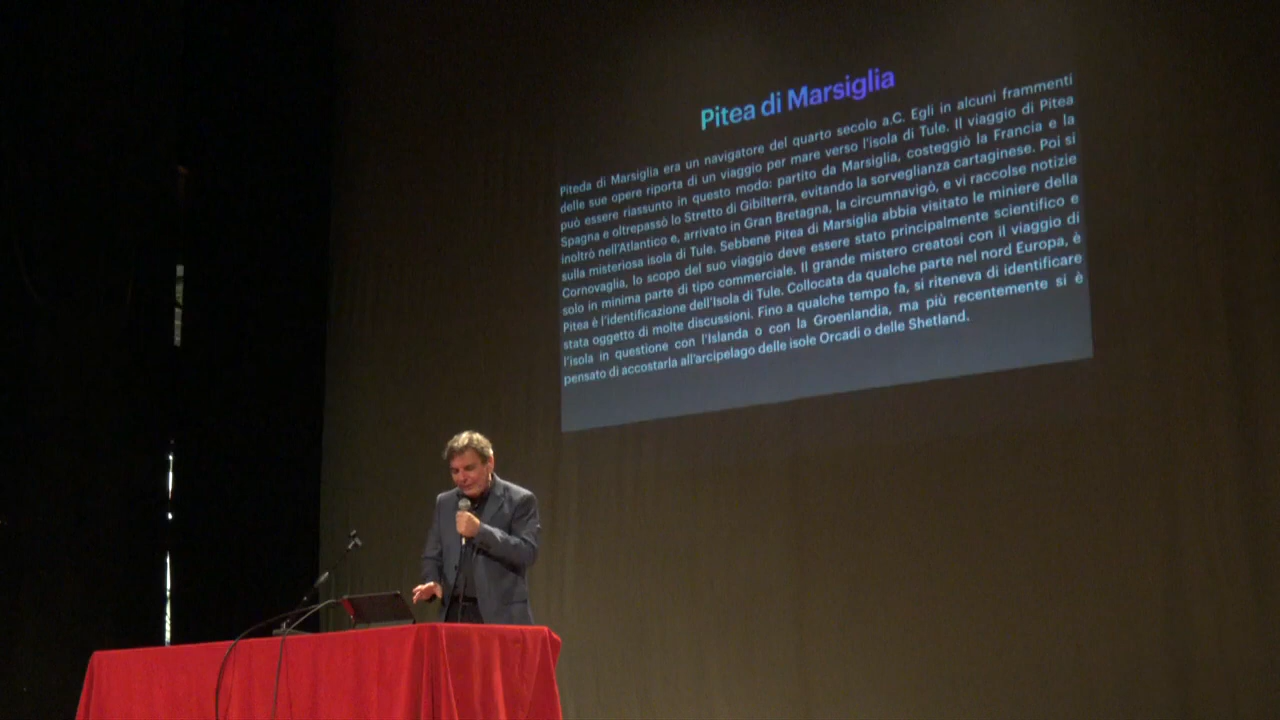 Pitea di Marsiglia
Piteda di Marsiglia era un navigatore del quarto secolo a.C. Egli in alcuni frammenti
delle sue opere riporta di un viaggio per mare verso l'isola di Tule. Il viaggio di Pitea
può essere riassunto in questo modo: partito da Marsiglia, costeggiò la Francia e la
Spagna e oltrepassò lo Stretto di Gibilterra, evitando la sorveglianza cartaginese. Poi si
inoltrò nell'Atlantico e, arrivato in Gran Bretagna, la circumnavigò, e vi raccolse notizie
sulla misteriosa isola di Tule. Sebbene Pitea di Marsiglia abbia visitato le miniere della
Cornovaglia, lo scopo del suo viaggio deve essere stato principalmente scientifico e
solo in minima parte di tipo commerciale. Il grande mistero creatosi con il viaggio di
Pitea è l'identificazione dell'Isola di Tule. Collocata da qualche parte nel nord Europa, è
stata oggetto di molte discussioni. Fino a qualche tempo fa, si riteneva di identificare
l'isola in questione con l'Islanda o con la Groenlandia, ma più recentemente si è
pensato di accostarla all'arcipelago delle isole Orcadi o delle Shetland.